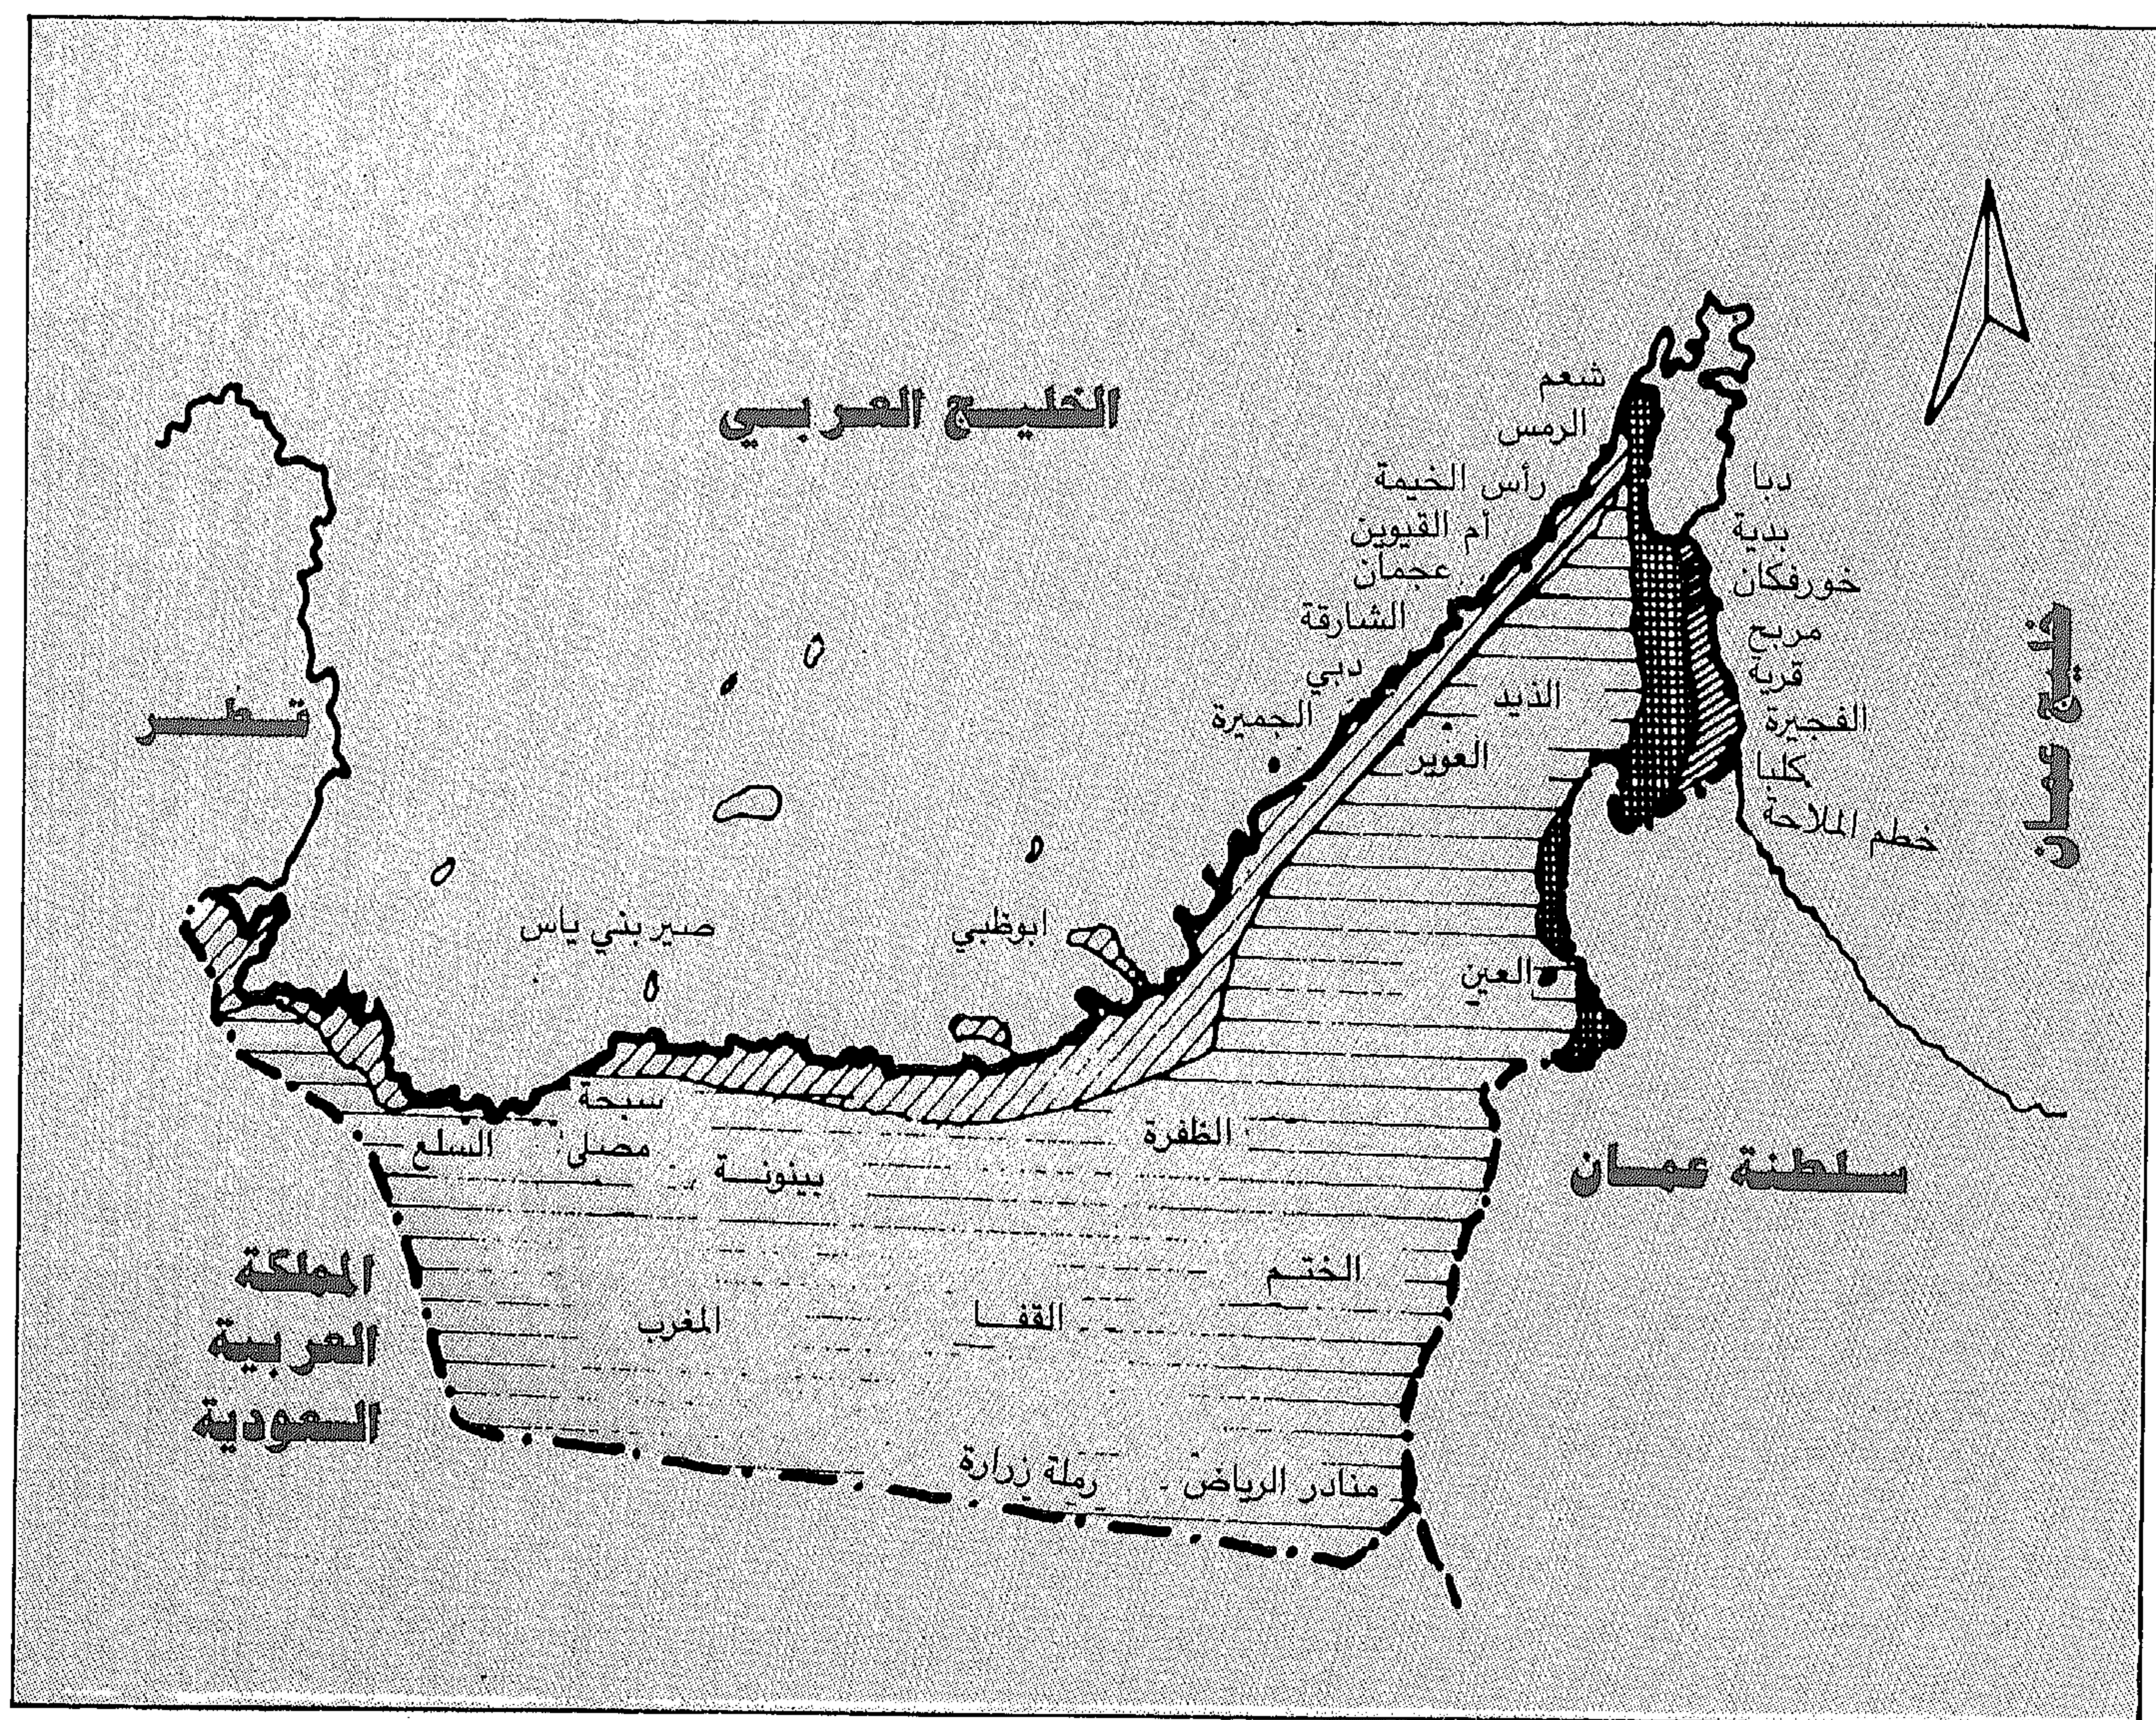 شعم
الخليج العربي
الرمس
رأس الخيمة
دبا
أم القيوين
بدية
عجمان
خورفكان
الشارقة
مربح
دبي
قرية
الذيد
الجميرة
الفجيرة
قطر
خليج عمان
العوير
كلبا
خطم الملاحة
صير بني ياس
ابوظبي
العين
سبحة
مصلى
السلع
الظفرة
بينونة
سلطنة عمان
المملكة
العربية
السعودية
الختم
القفا
المغرب
رملة زرارة
منادر الرياض